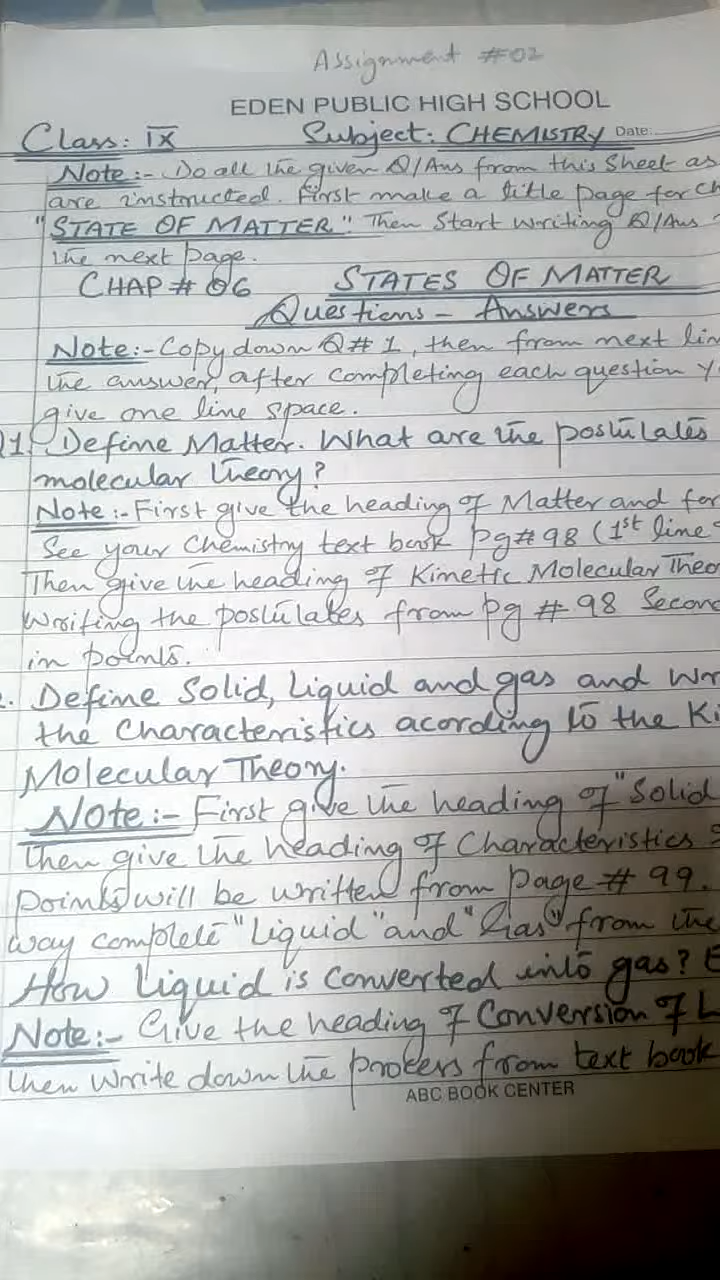 Assignment #02
EDEN PUBLIC HIGH SCHOOL
Class: IX Subject: CHEMISTRY Date:
Note:- Do all the given Q/Ans from this Sheet as
are instructed. First make a title page for Ch
"STATE OF MATTER". Then Start writing Q/Ans
the next page.
CHAP # 06 STATES OF MATTER
Questions - Answers
Note:- Copy down Q# 1, then from next lin
the answer, after completing each question y
give one line space.
1. Define Matter. What are the postulates
molecular theory?
Note:- First give the heading of Matter and for
See your Chemistry text book pg# 98 (1st line
Then give the heading of Kinetic Molecular Theo
Writing the postulates from pg # 98 Second
in points.
. Define Solid, Liquid and gas and Wr
the Characteristics acording to the Ki
Molecular Theory.
Note:- First give the heading of "Solid
Then give the heading of Characteristics
points will be written from page # 99.
way complete "Liquid" and "Gas" from the
How Liquid is converted into gas? E
Note:- Give the heading of Conversion of L
then write down the process from text book
ABC BOOK CENTER